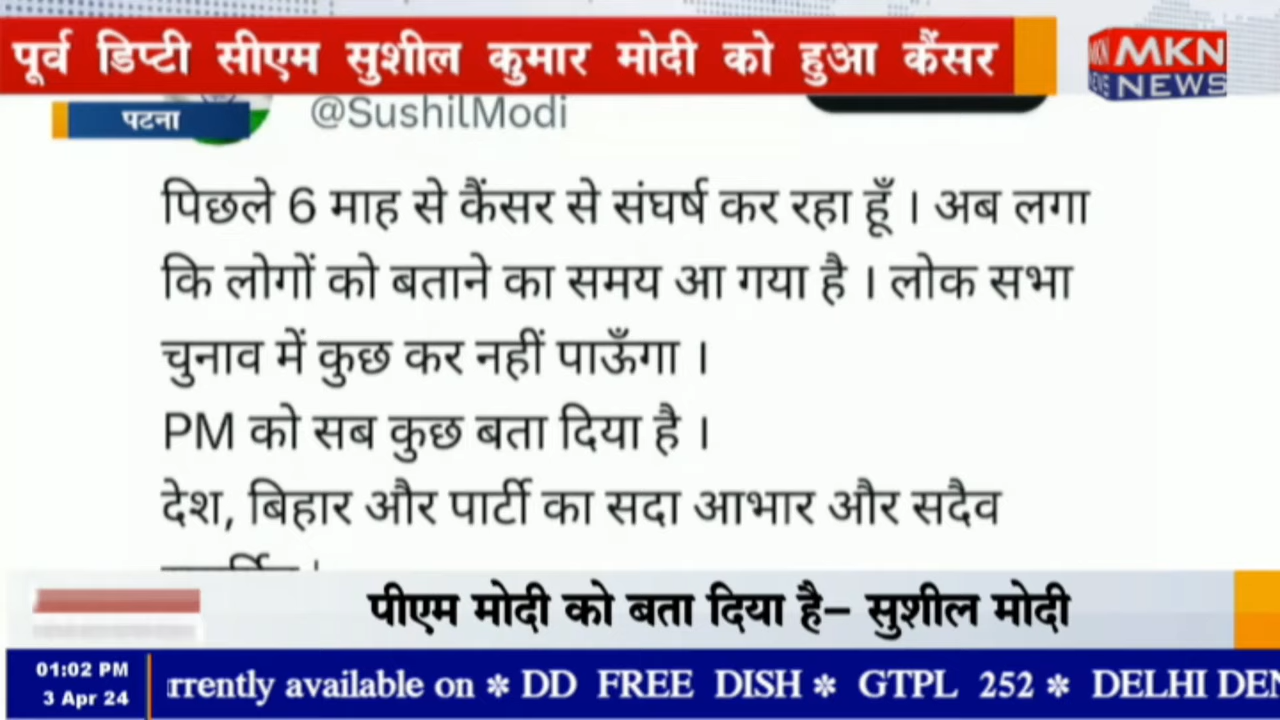 पूर्व डिप्टी सीएम सुशील कुमार मोदी को हुआ कैंसर
MKN
NEWS
पटना
@SushilModi
पिछले 6 माह से कैंसर से संघर्ष कर रहा हूँ । अब लगा
कि लोगों को बताने का समय आ गया है । लोक सभा
चुनाव में कुछ कर नहीं पाऊँगा ।
PM को सब कुछ बता दिया है ।
देश, बिहार और पार्टी का सदा आभार और सदैव
पीएम मोदी को बता दिया है– सुशील मोदी
01:02 PM
3 Apr 24
rrently available on * DD FREE DISH * GTPL 252 * DELHI DEN